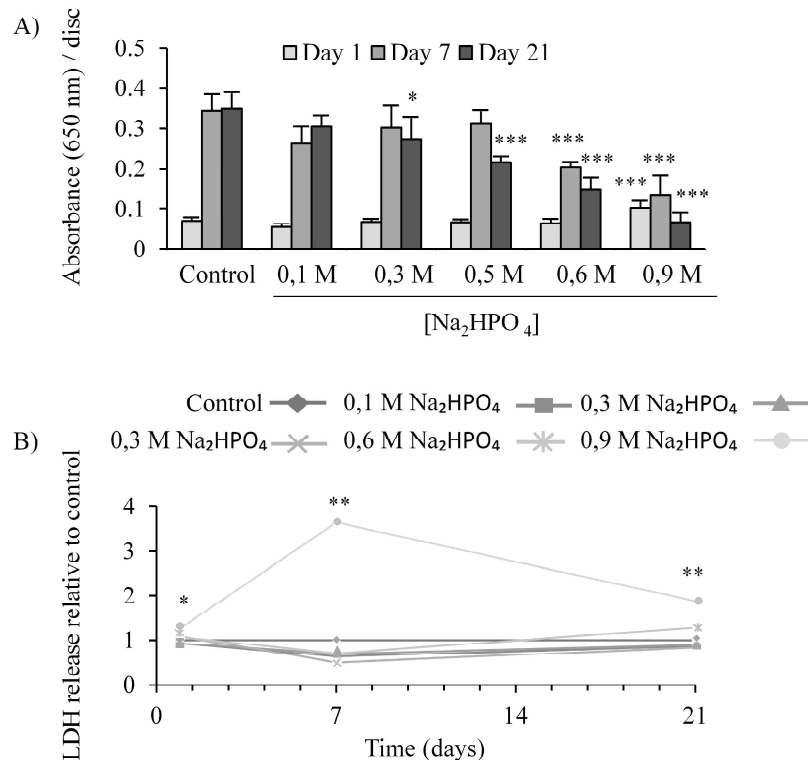 A)
Absorbance (650 nm) / disc
0.5
0.4
0.3
0.2
0.1
0
Day 1 Day 7 Day 21
*
***
***
***
***
***
***
Control 0,1 M 0,3 M 0,5 M 0,6 M 0,9 M
[Na₂HPO ₄]
Control 0,1 M Na₂HPO₄ 0,3 M Na₂HPO₄
B)
0,3 M Na₂HPO₄ 0,6 M Na₂HPO₄ 0,9 M Na₂HPO₄
LDH release relative to control
4
3
2
1
0
*
**
**
0 7 14 21
Time (days)